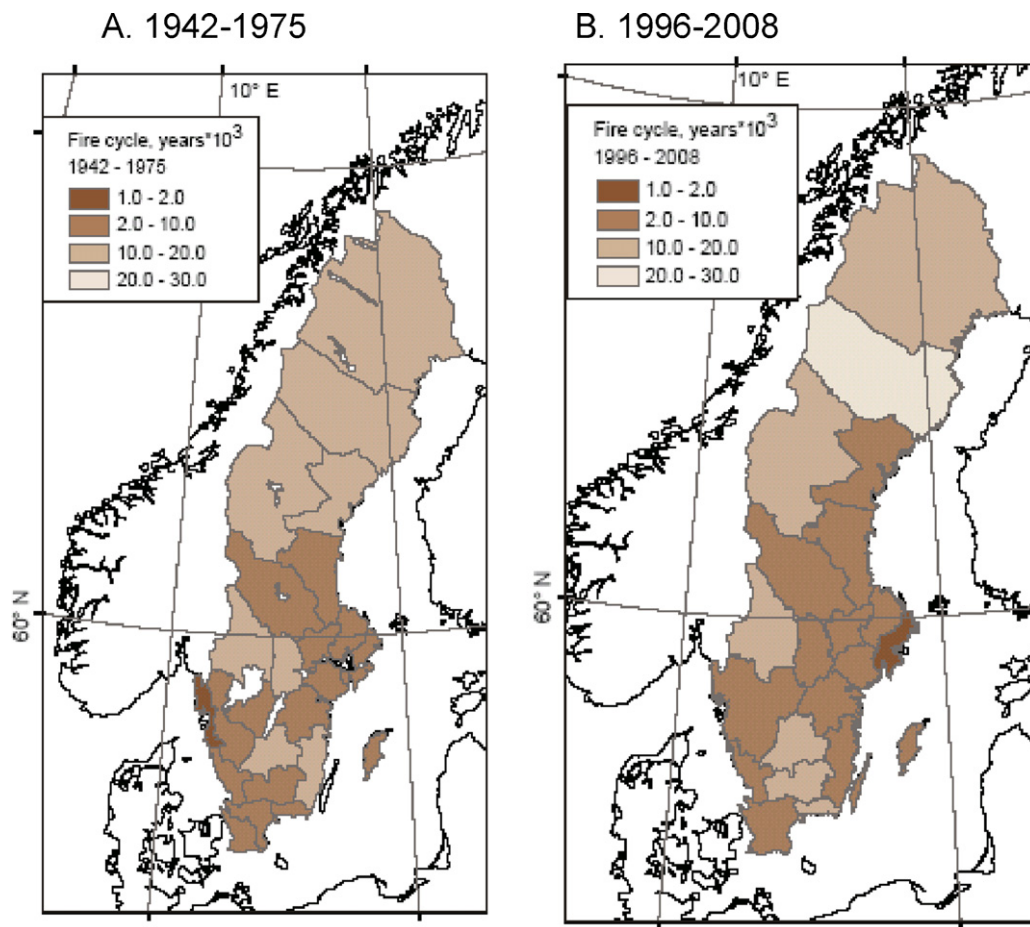 A. 1942-1975
10° E
Fire cycle, years*10³
1942 - 1975
1.0 - 2.0
2.0 - 10.0
10.0 - 20.0
20.0 - 30.0
60° N
B. 1996-2008
10° E
Fire cycle, years*10³
1996 - 2008
1.0 - 2.0
2.0 - 10.0
10.0 - 20.0
20.0 - 30.0
60° N